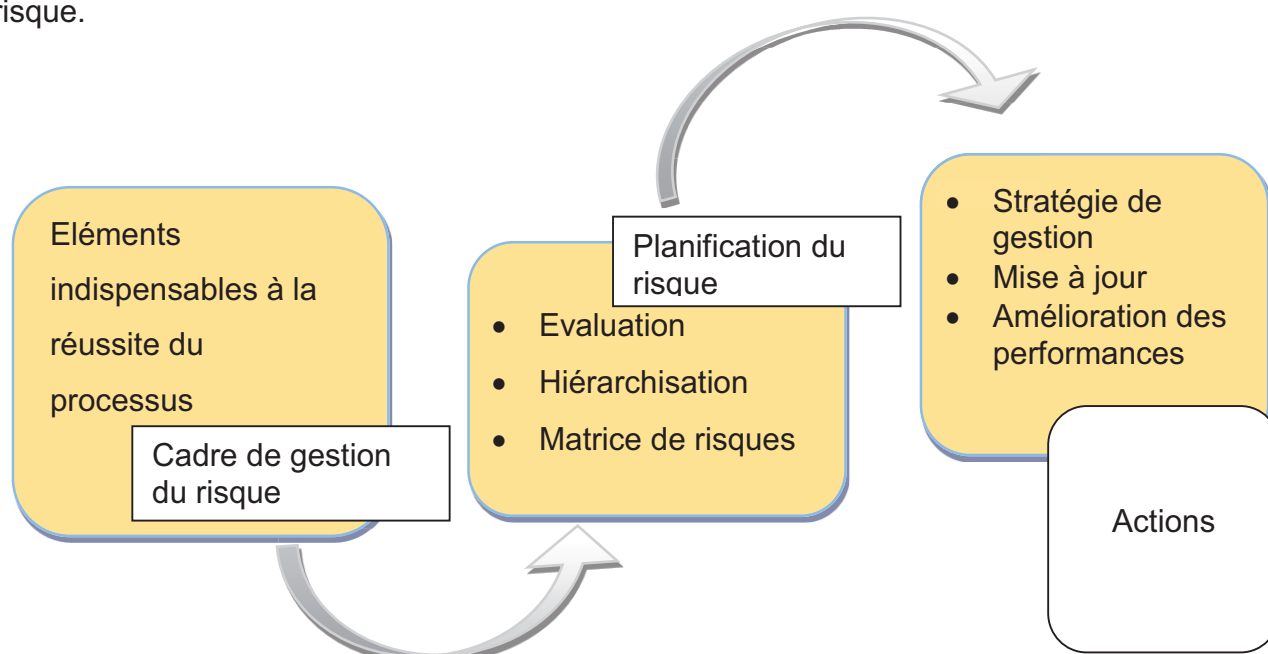 risque.
Eléments
indispensables à la
réussite du
processus
Cadre de gestion
du risque
Planification du
risque
• Evaluation
• Hiérarchisation
• Matrice de risques
• Stratégie de
gestion
• Mise à jour
• Amélioration des
performances
Actions